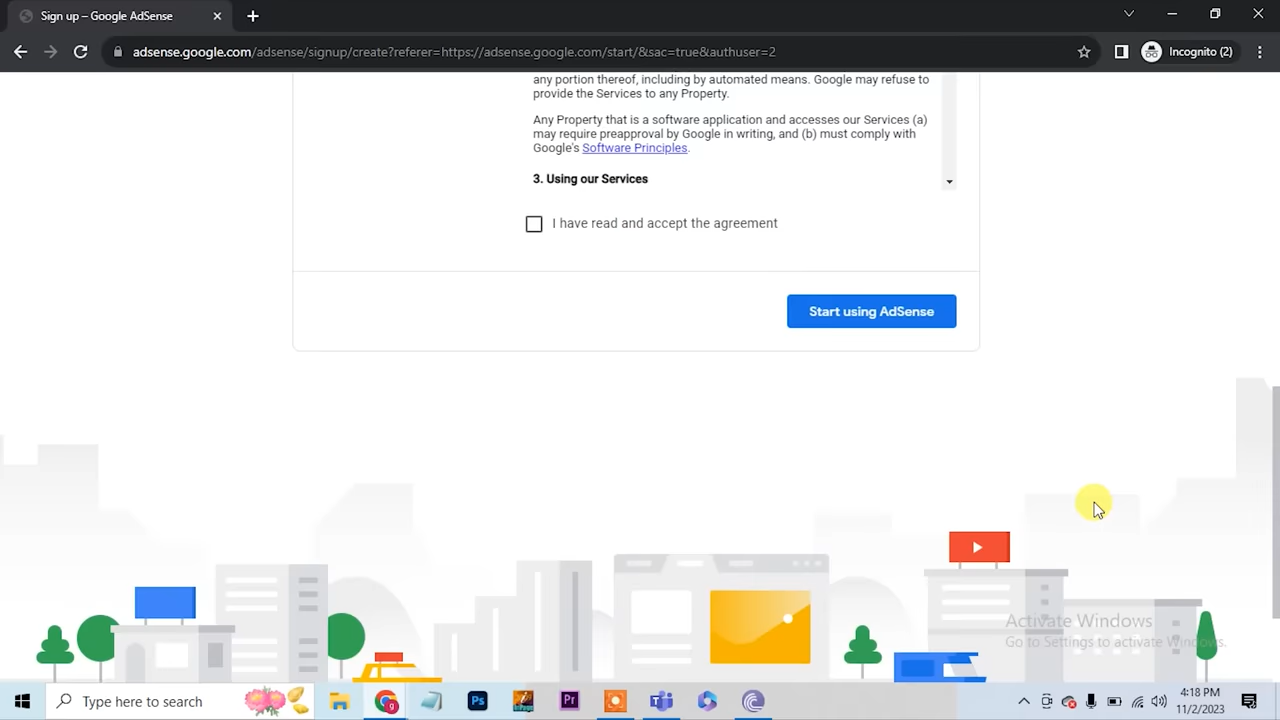 Sign up – Google AdSense
adsense.google.com/adsense/signup/create?referer=https://adsense.google.com/start/&sac=true&authuser=2
Incognito (2)
any portion thereof, including by automated means. Google may refuse to
provide the Services to any Property.
Any Property that is a software application and accesses our Services (a)
may require preapproval by Google in writing, and (b) must comply with
Google's Software Principles.
3. Using our Services
I have read and accept the agreement
Start using AdSense
Activate Windows
Go to Settings to activate Windows.
Type here to search
Ps
Pr
4:18 PM
11/2/2023